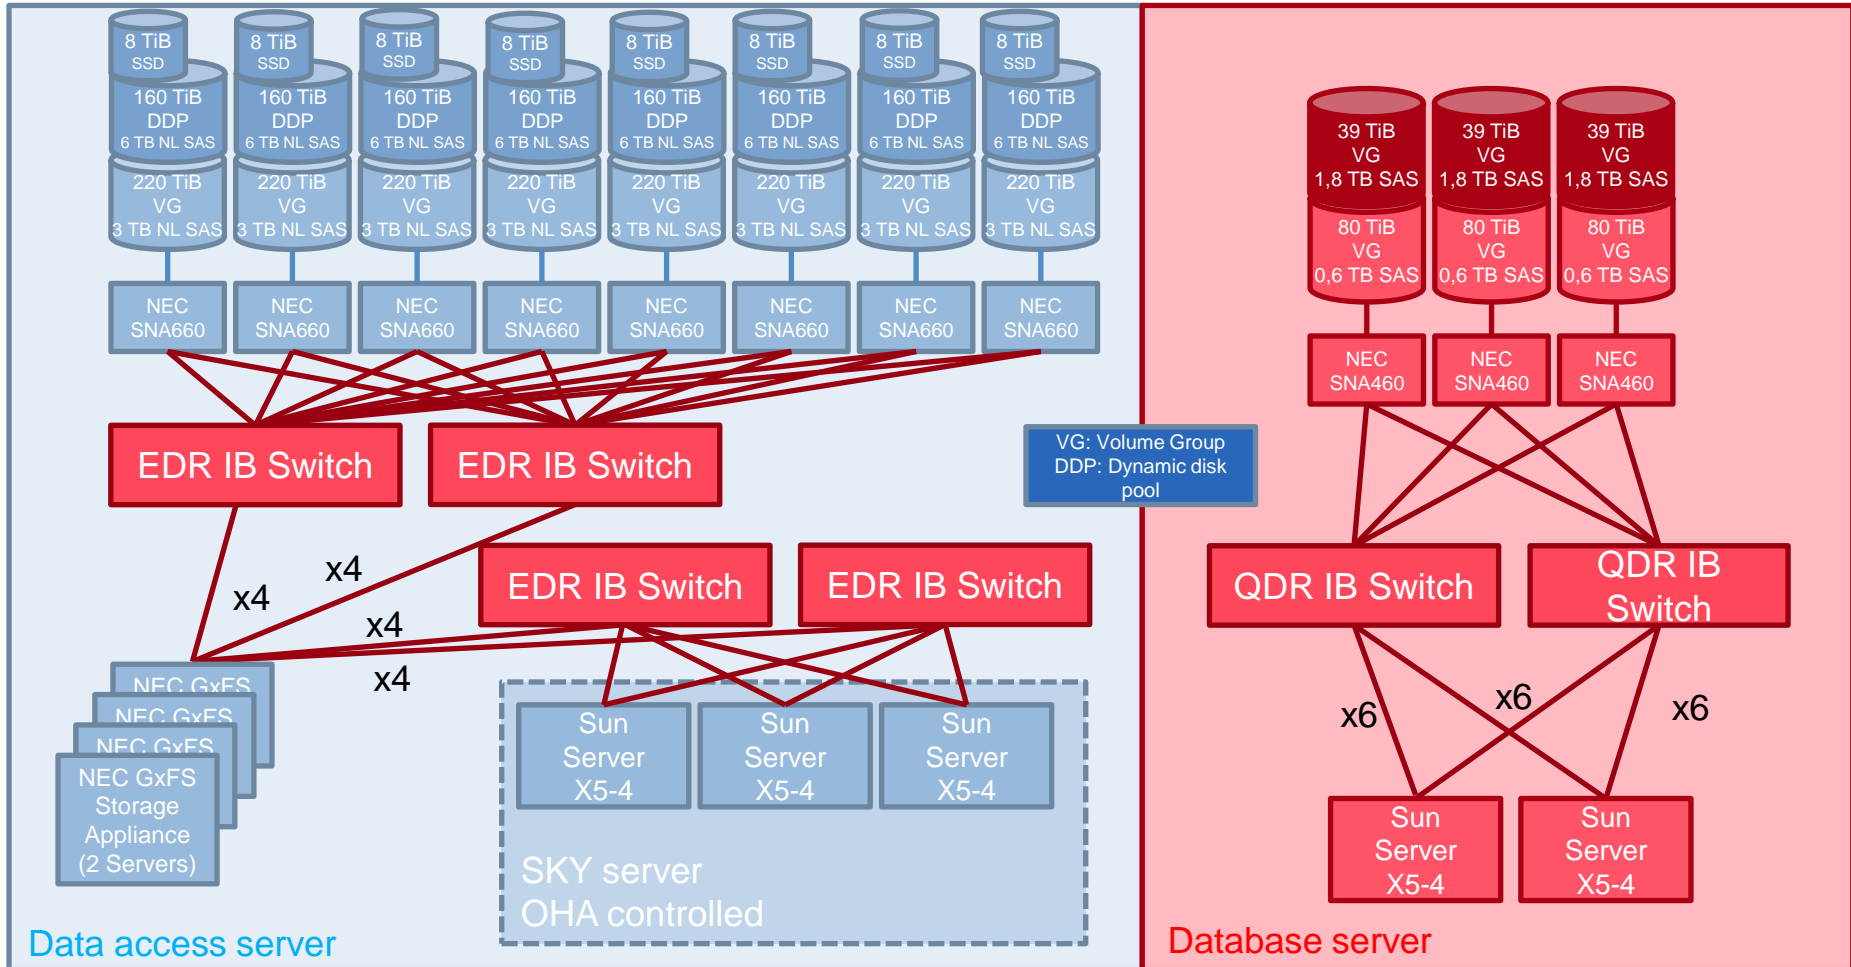 8 TiB
SSD
8 TiB
SSD
8 TiB
SSD
8 TiB
SSD
8 TiB
SSD
8 TiB
SSD
8 TiB
SSD
8 TiB
SSD
160 TiB
DDP
6 TB NL SAS
160 TiB
DDP
6 TB NL SAS
160 TiB
DDP
6 TB NL SAS
160 TiB
DDP
6 TB NL SAS
160 TiB
DDP
6 TB NL SAS
160 TiB
DDP
6 TB NL SAS
160 TiB
DDP
6 TB NL SAS
160 TiB
DDP
6 TB NL SAS
220 TiB
VG
3 TB NL SAS
220 TiB
VG
3 TB NL SAS
220 TiB
VG
3 TB NL SAS
220 TiB
VG
3 TB NL SAS
220 TiB
VG
3 TB NL SAS
220 TiB
VG
3 TB NL SAS
220 TiB
VG
3 TB NL SAS
220 TiB
VG
3 TB NL SAS
NEC
SNA660
NEC
SNA660
NEC
SNA660
NEC
SNA660
NEC
SNA660
NEC
SNA660
NEC
SNA660
NEC
SNA660
EDR IB Switch
EDR IB Switch
x4
x4
EDR IB Switch
EDR IB Switch
x4
x4
NEC GxFS
NEC GxFS
NEC GxFS
NEC GxFS
Storage
Appliance
(2 Servers)
Sun
Server
X5-4
Sun
Server
X5-4
Sun
Server
X5-4
SKY server
OHA controlled
Data access server
VG: Volume Group
DDP: Dynamic disk
pool
39 TiB
VG
1,8 TB SAS
39 TiB
VG
1,8 TB SAS
39 TiB
VG
1,8 TB SAS
80 TiB
VG
0,6 TB SAS
80 TiB
VG
0,6 TB SAS
80 TiB
VG
0,6 TB SAS
NEC
SNA460
NEC
SNA460
NEC
SNA460
QDR IB Switch
QDR IB
Switch
x6
x6
x6
Sun
Server
X5-4
Sun
Server
X5-4
Database server